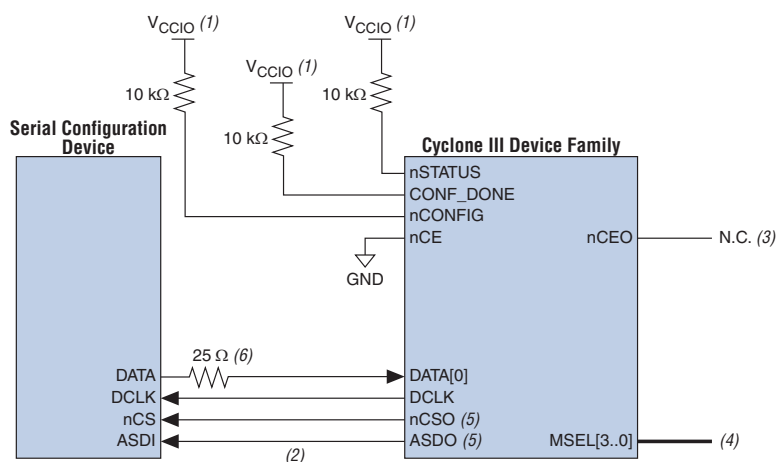 VCCIO (1)
VCCIO (1)
VCCIO (1)
10 kΩ
10 kΩ
10 kΩ
Serial Configuration
Device
Cyclone III Device Family
nSTATUS
CONF_DONE
nCONFIG
nCE
nCEO
N.C. (3)
GND
25 Ω (6)
DATA
DATA[0]
DCLK
DCLK
nCS
nCSO (5)
ASDI
(2)
ASDO (5)
MSEL[3..0]
(4)